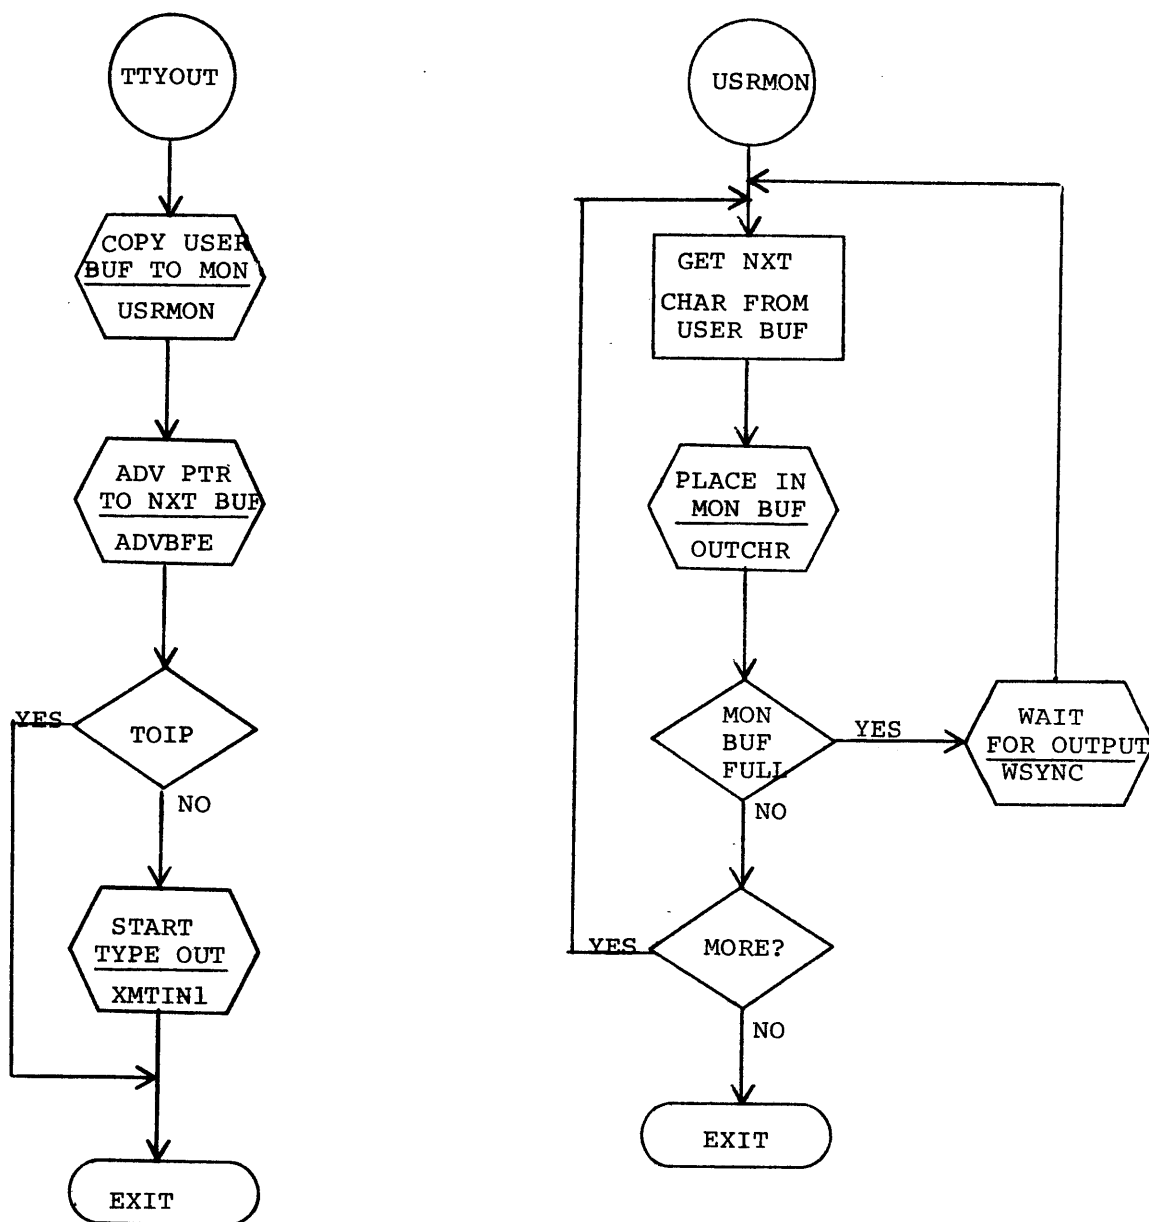 TTYOUT
COPY USER
BUF TO MON
USRMON
ADV PTR
TO NXT BUF
ADVBFE
TOIP
YES
NO
START
TYPE OUT
XMTIN1
EXIT
USRMON
GET NXT
CHAR FROM
USER BUF
PLACE IN
MON BUF
OUTCHR
MON
BUF
FULL
YES
WAIT
FOR OUTPUT
WSYNC
NO
MORE?
YES
NO
EXIT